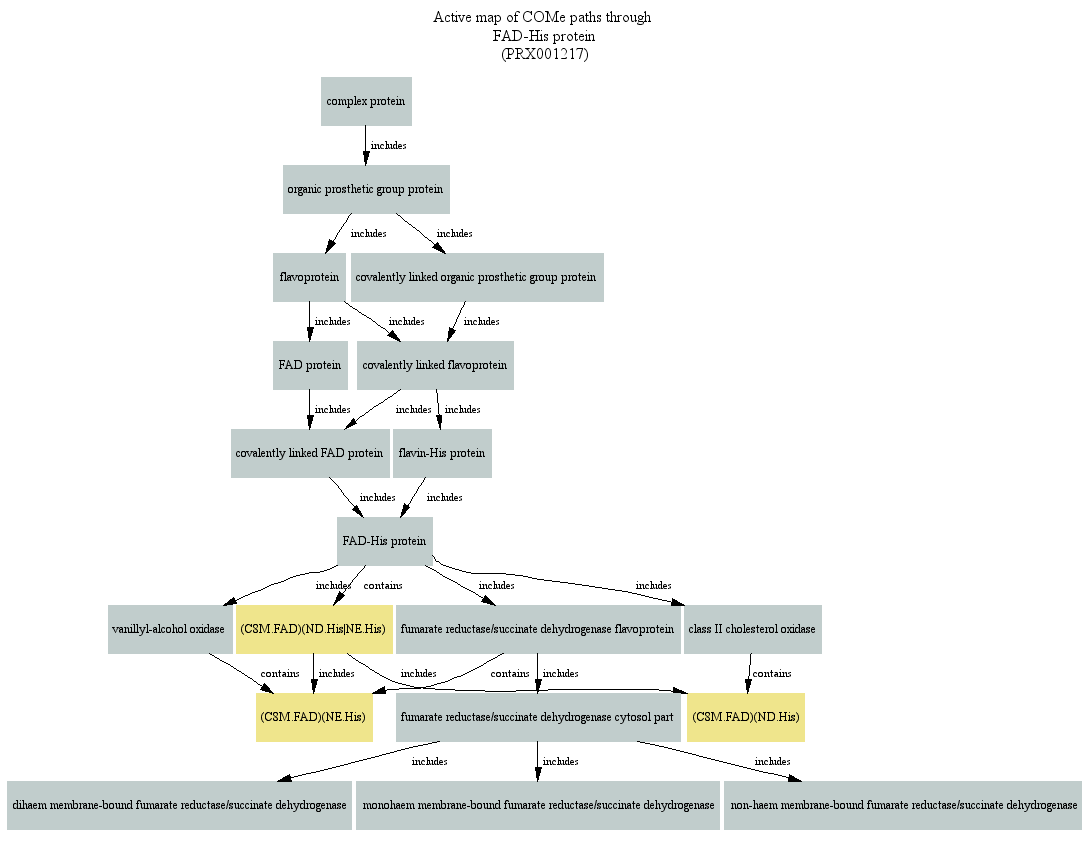 Active map of COMe paths through
FAD-His protein
(PRX001217)
complex protein
includes
organic prosthetic group protein
includes
includes
flavoprotein
covalently linked organic prosthetic group protein
includes
includes
includes
FAD protein
covalently linked flavoprotein
includes
includes
includes
covalently linked FAD protein
flavin-His protein
includes
includes
FAD-His protein
includes
contains
includes
includes
vanillyl-alcohol oxidase
(CSM.FAD)(ND.His|NE.His)
fumarate reductase/succinate dehydrogenase flavoprotein
class II cholesterol oxidase
contains
includes
includes
contains
includes
contains
(CSM.FAD)(NE.His)
fumarate reductase/succinate dehydrogenase cytosol part
(CSM.FAD)(ND.His)
includes
includes
includes
dihaem membrane-bound fumarate reductase/succinate dehydrogenase
monohaem membrane-bound fumarate reductase/succinate dehydrogenase
non-haem membrane-bound fumarate reductase/succinate dehydrogenase